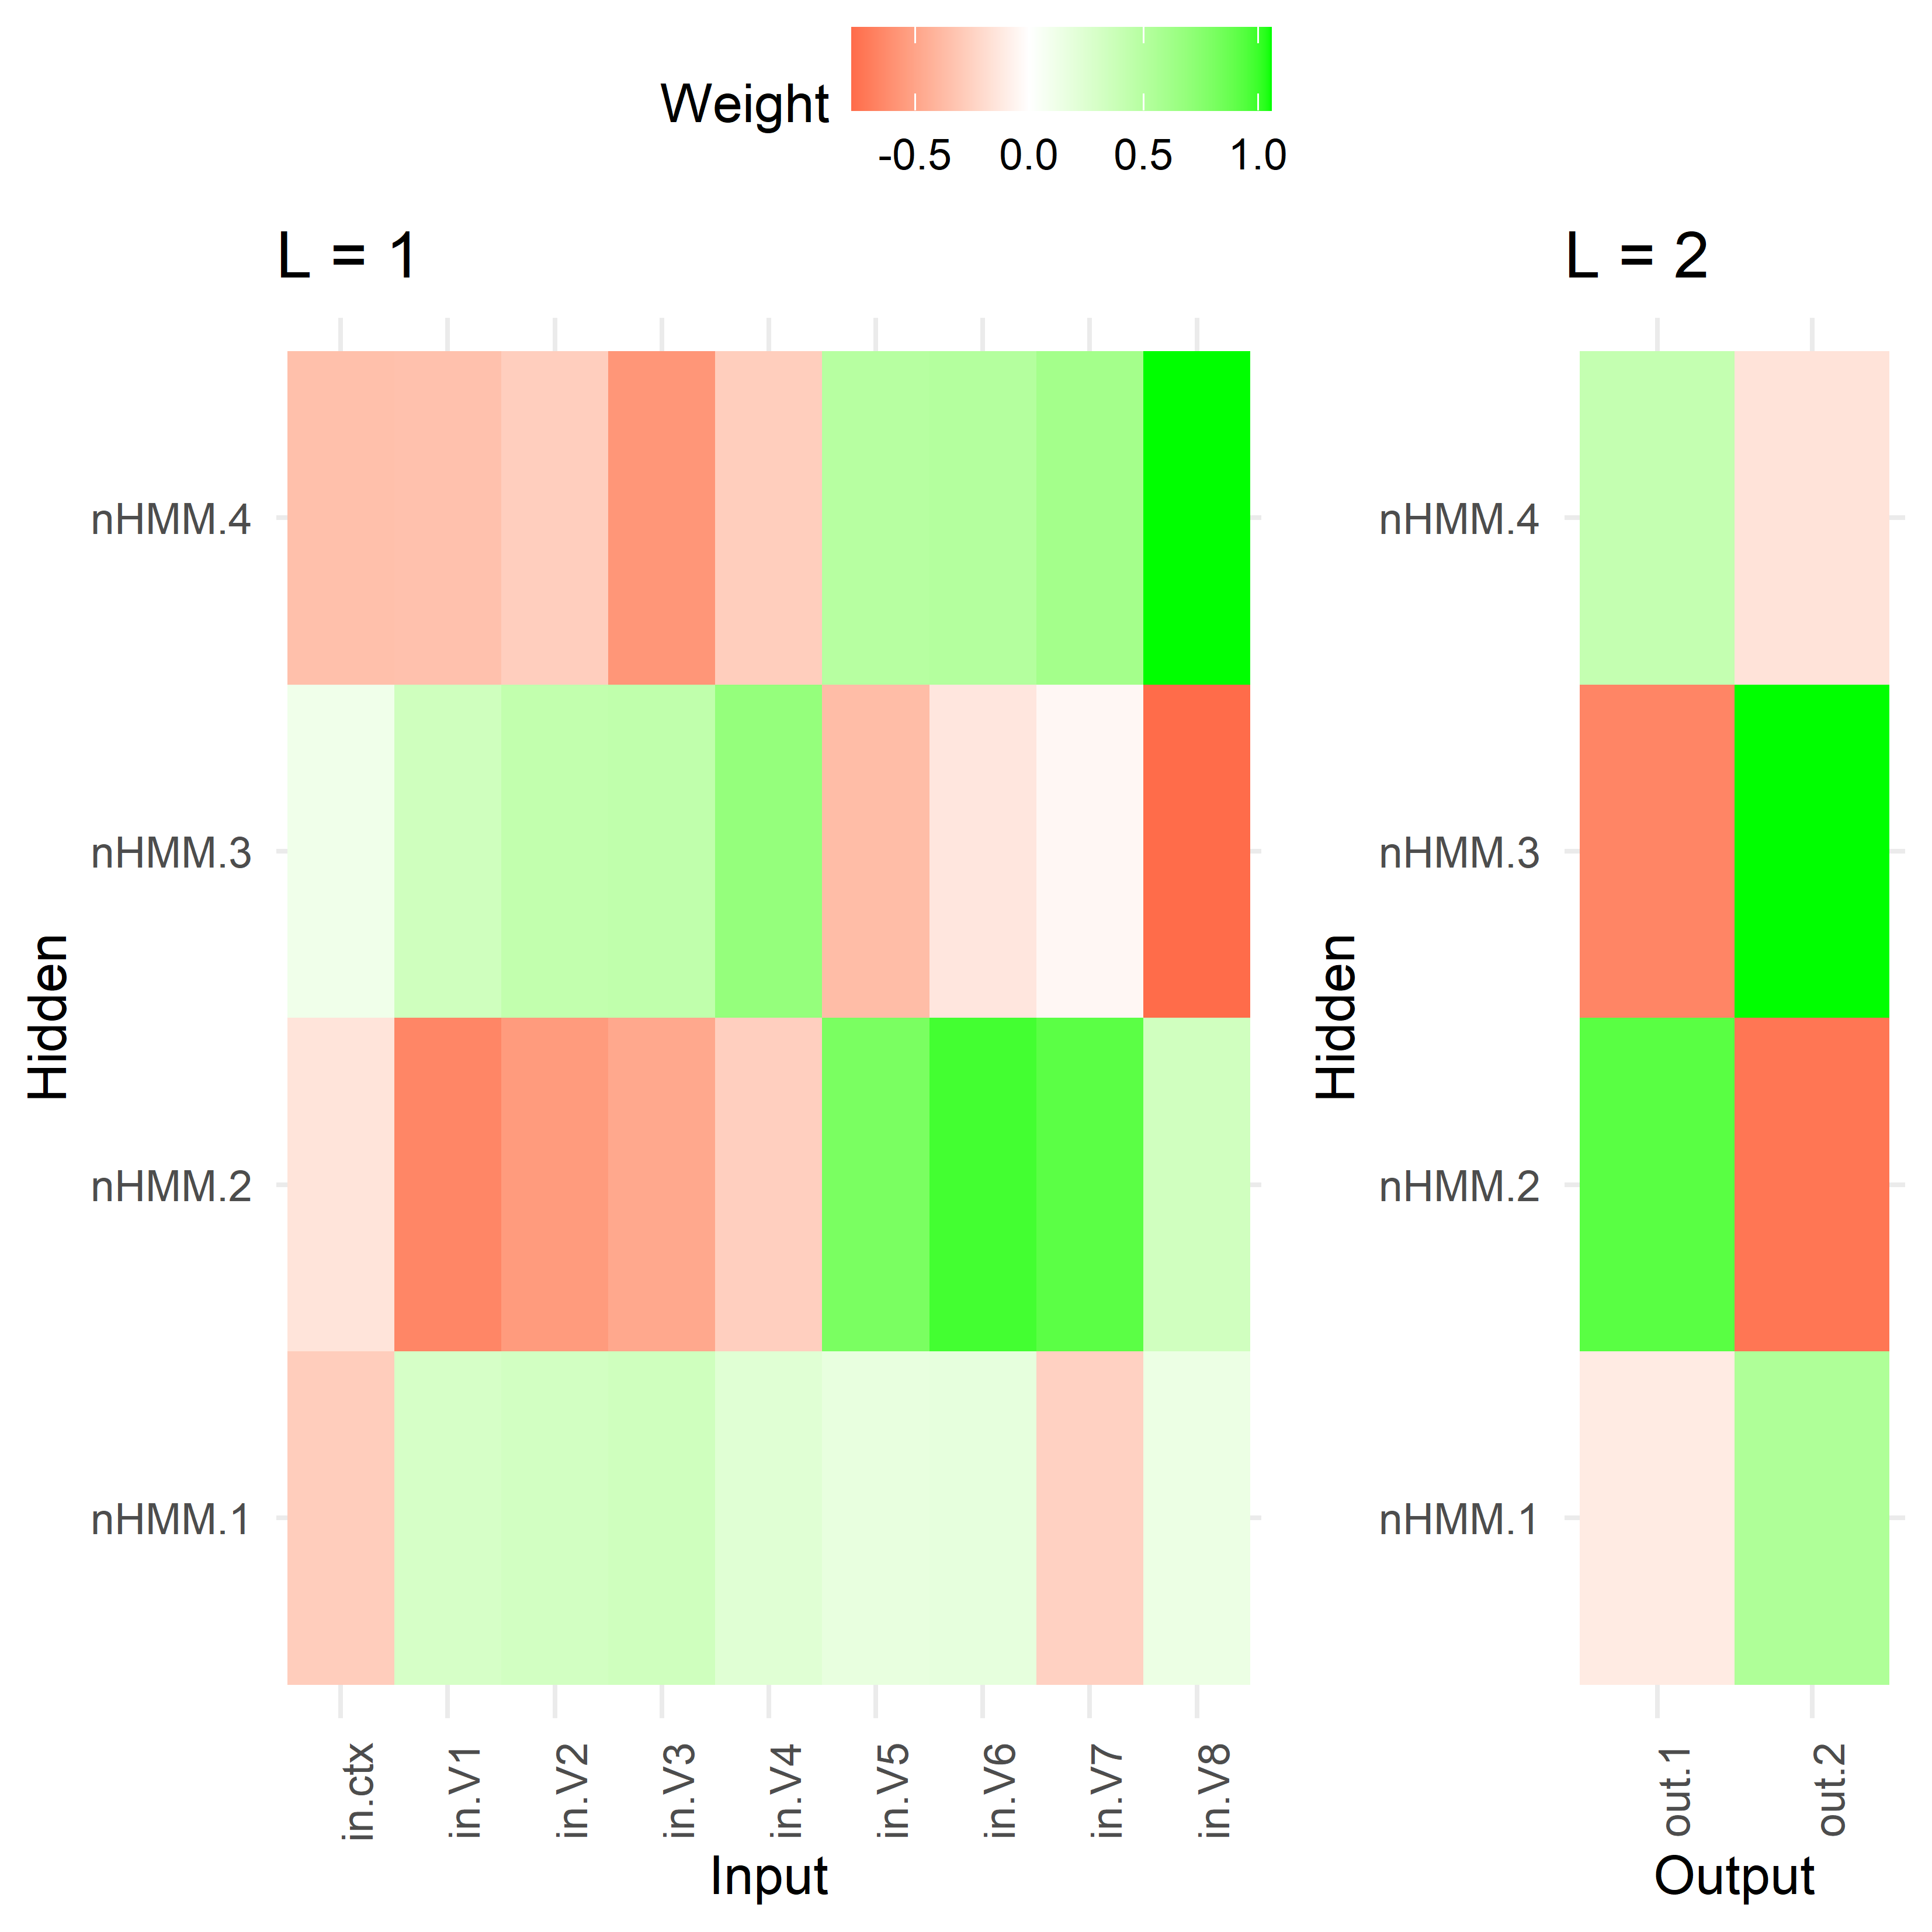 Weight
-0.5 0.0 0.5 1.0
L = 1
nHMM.4
nHMM.3
nHMM.2
nHMM.1
Hidden
in.ctx in.V1 in.V2 in.V3 in.V4 in.V5 in.V6 in.V7 in.V8
Input
L = 2
nHMM.4
nHMM.3
nHMM.2
nHMM.1
Hidden
out.1 out.2
Output